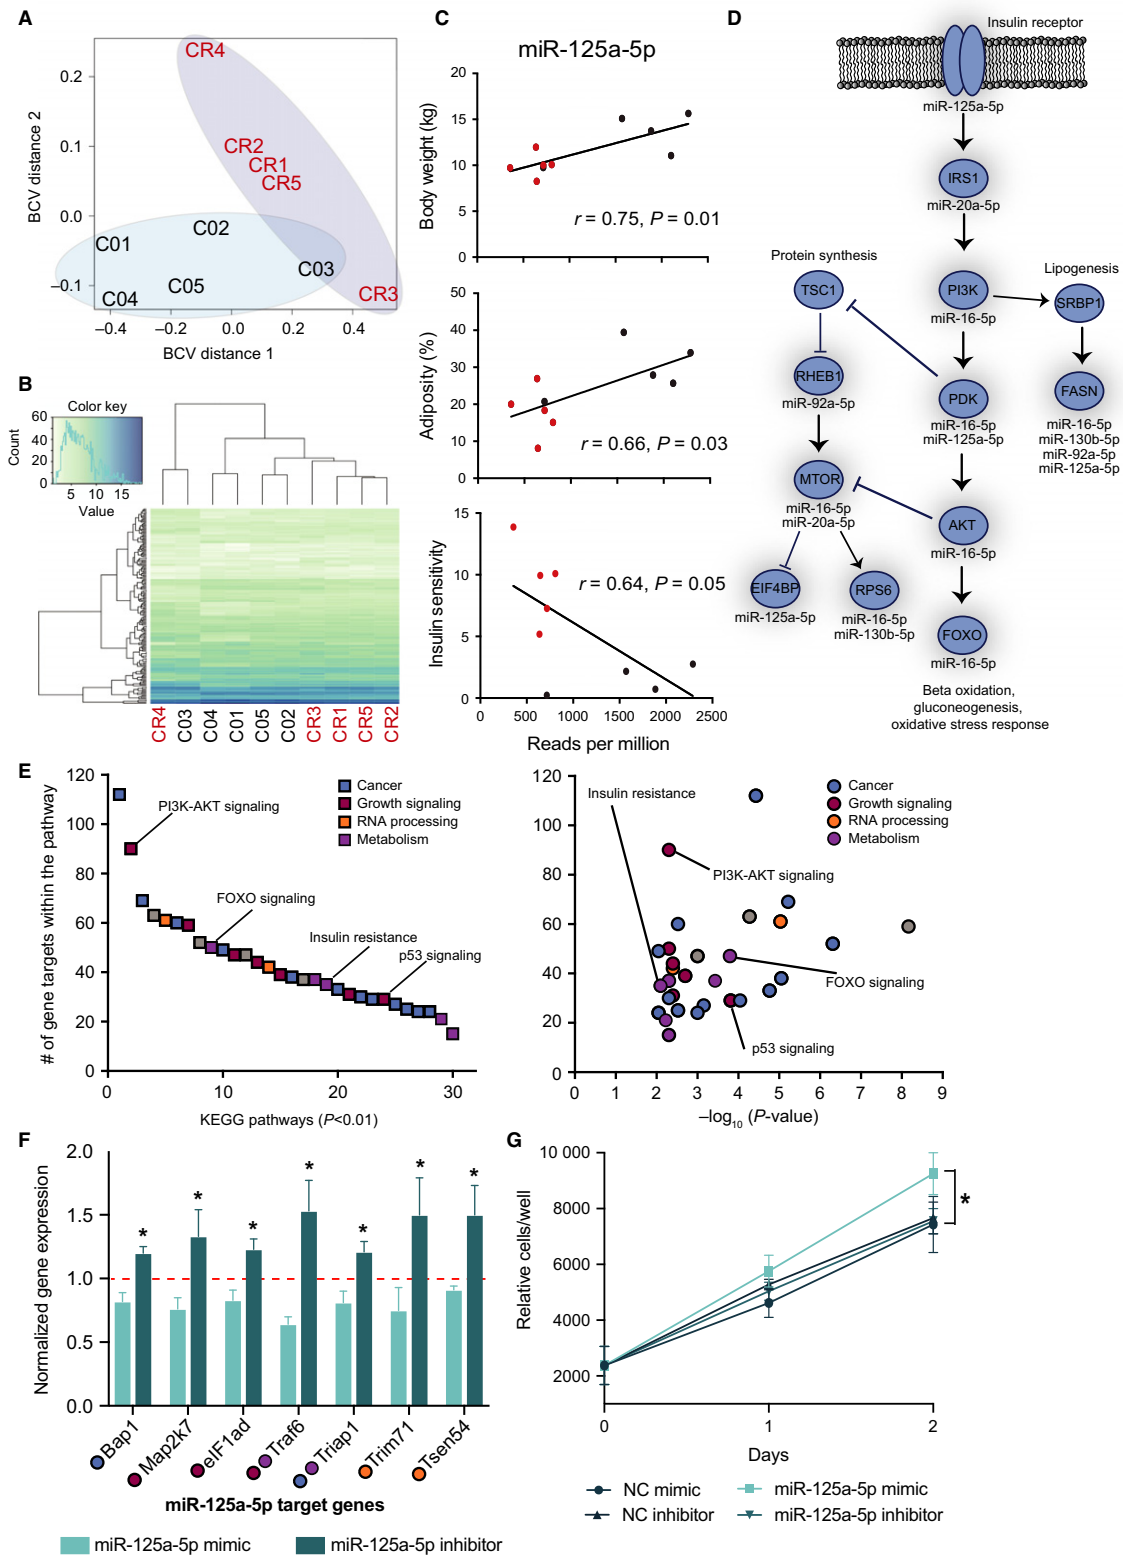 A
BCV distance 2
0.2
0.1
0.0
–0.1
CR4
CR2
CR1
CR5
C02
C01
C03
C05
C04
CR3
–0.4
–0.2
0.0
0.2
0.4
BCV distance 1
B
Color key
Count
60
40
20
0
5 10 15
Value
CR4 C03 C04 C01 C05 C02 CR3 CR1 CR5 CR2
C
miR-125a-5p
Body weight (kg)
20
15
10
5
0
r = 0.75, P = 0.01
Adiposity (%)
50
40
30
20
10
0
r = 0.66, P = 0.03
Insulin sensitivity
15
10
5
0
r = 0.64, P = 0.05
0 500 1000 1500 2000 2500
Reads per million
D
Insulin receptor
miR-125a-5p
IRS1
miR-20a-5p
Protein synthesis
TSC1
PI3K
miR-16-5p
Lipogenesis
SRBP1
RHEB1
miR-92a-5p
PDK
miR-16-5p
miR-125a-5p
FASN
miR-16-5p
miR-130b-5p
miR-92a-5p
miR-125a-5p
MTOR
miR-16-5p
miR-20a-5p
AKT
miR-16-5p
EIF4BP
miR-125a-5p
RPS6
miR-16-5p
miR-130b-5p
FOXO
miR-16-5p
Beta oxidation,
gluconeogenesis,
oxidative stress response
E
# of gene targets within the pathway
120
100
80
60
40
20
0
PI3K-AKT signaling
FOXO signaling
Insulin resistance
p53 signaling
Cancer
Growth signaling
RNA processing
Metabolism
0 10 20 30
KEGG pathways (P<0.01)
120
100
80
60
40
20
0
Insulin resistance
Cancer
Growth signaling
RNA processing
Metabolism
PI3K-AKT signaling
FOXO signaling
p53 signaling
0 1 2 3 4 5 6 7 8 9
–log10 (P-value)
F
Normalized gene expression
2.0
1.5
1.0
0.5
0.0
* * * * * * *
Bap1
Map2k7
eIF1ad
Traf6
Triap1
Trim71
Tsen54
miR-125a-5p target genes
miR-125a-5p mimic
miR-125a-5p inhibitor
G
Relative cells/well
10 000
8000
6000
4000
2000
*
0 1 2
Days
NC mimic
miR-125a-5p mimic
NC inhibitor
miR-125a-5p inhibitor